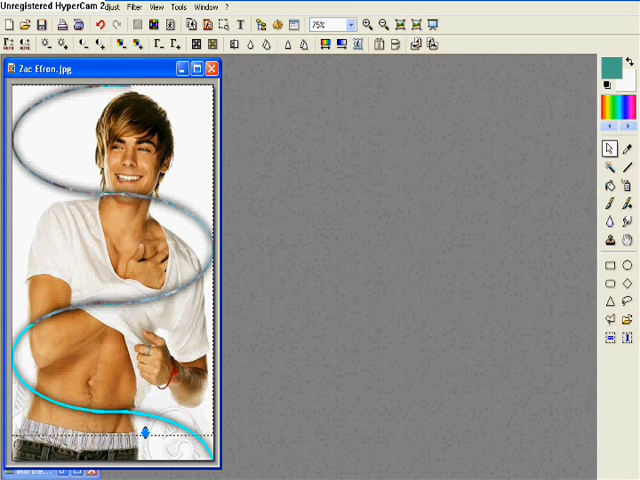 Unregistered HyperCam 2
djust Filter View Tools Window ?
T
75%
Zac Efron.jpg